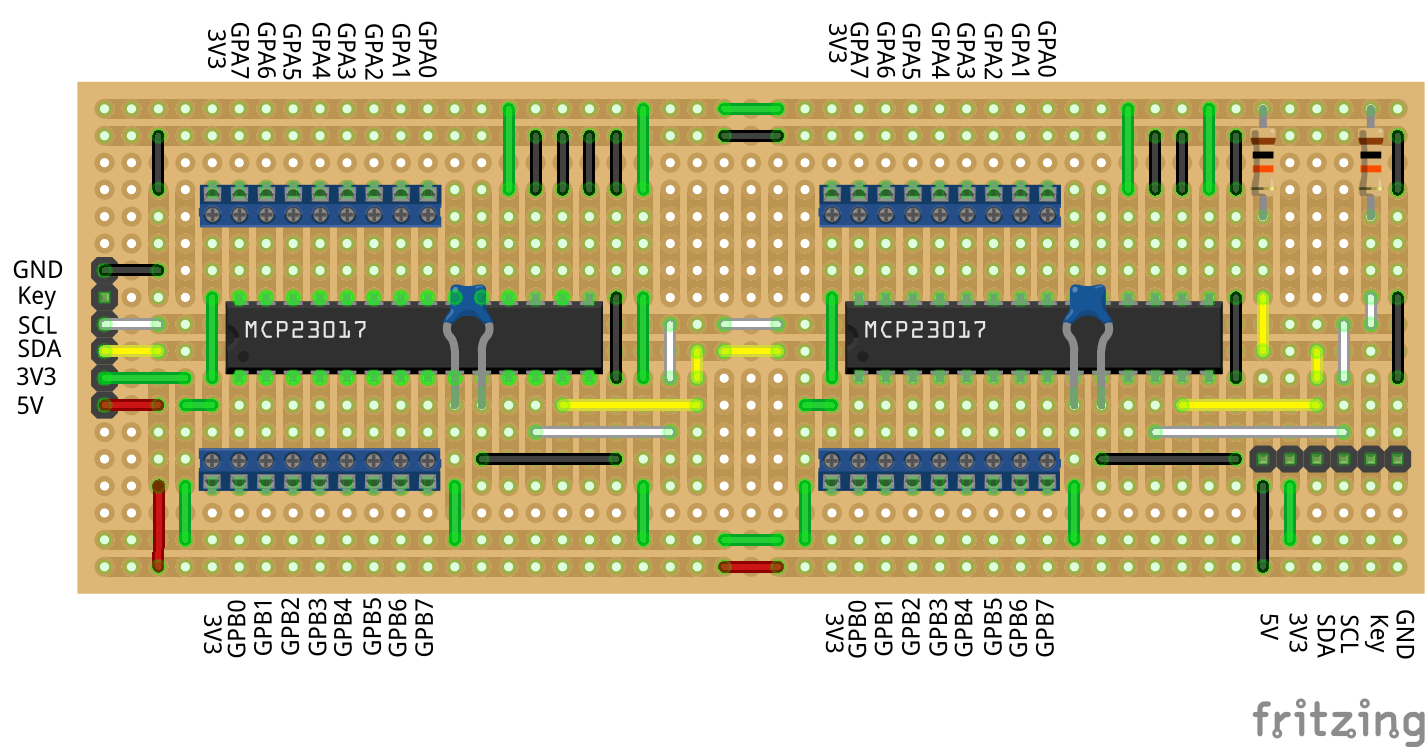 3V3
GPA7
GPA6
GPA5
GPA4
GPA3
GPA2
GPA1
GPA0
3V3
GPA7
GPA6
GPA5
GPA4
GPA3
GPA2
GPA1
GPA0
GND
Key
SCL
SDA
3V3
5V
MCP23017
MCP23017
3V3
GPB0
GPB1
GPB2
GPB3
GPB4
GPB5
GPB6
GPB7
3V3
GPB0
GPB1
GPB2
GPB3
GPB4
GPB5
GPB6
GPB7
5V
3V3
SDA
SCL
Key
GND
fritzing